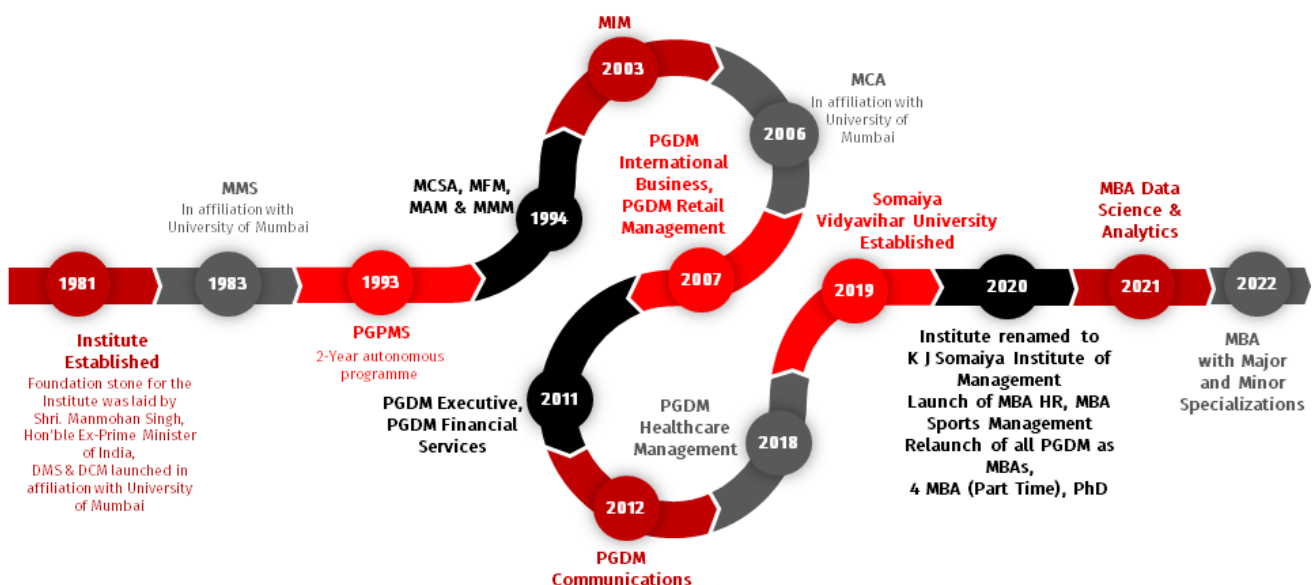 1981
Institute
Established
Foundation stone for the
Institute was laid by
Shri. Manmohan Singh,
Hon'ble Ex-Prime Minister
of India,
DMS & DCM launched in
affiliation with University
of Mumbai
MMS
In affiliation with
University of Mumbai
1983
1993
PGPMS
2-Year autonomous
programme
MCSA, MFM,
MAM & MMM
1994
MIM
2003
MCA
In affiliation with
University of
Mumbai
2006
PGDM
International
Business,
PGDM Retail
Management
2007
2011
PGDM Executive,
PGDM Financial
Services
2012
PGDM
Communications
PGDM
Healthcare
Management
2018
Somaiya
Vidyavihar University
Established
2019
2020
Institute renamed to
K J Somaiya Institute of
Management
Launch of MBA HR, MBA
Sports Management
Relaunch of all PGDM as
MBAs,
4 MBA (Part Time), PhD
MBA Data
Science &
Analytics
2021
2022
MBA
with Major
and Minor
Specializations